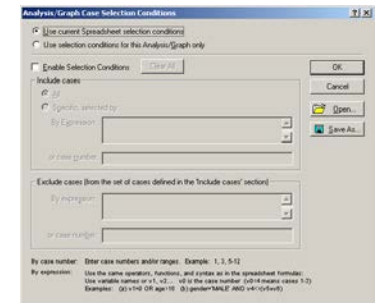 Analysis/Graph Case Selection Conditions
Use current Spreadsheet selection conditions
Use selection conditions for this Analysis/Graph only
Enable Selection Conditions Clear All
OK
Include cases
Cancel
All
Specific, selected by
Open...
By Expression:
Save As...
or case number:
Exclude cases (from the set of cases defined in the 'Include cases' section)
By expression:
or case number:
By case number: Enter case numbers and/or ranges. Example: 1, 3, 5-12
By expression: Use the same operators, functions, and syntax as in the spreadsheet formulas:
Use variable names or v1, v2... v0 is the case number (v0<4 means cases 1-3)
Examples: (a) v1=0 OR age>18 (b) gender='MALE' AND